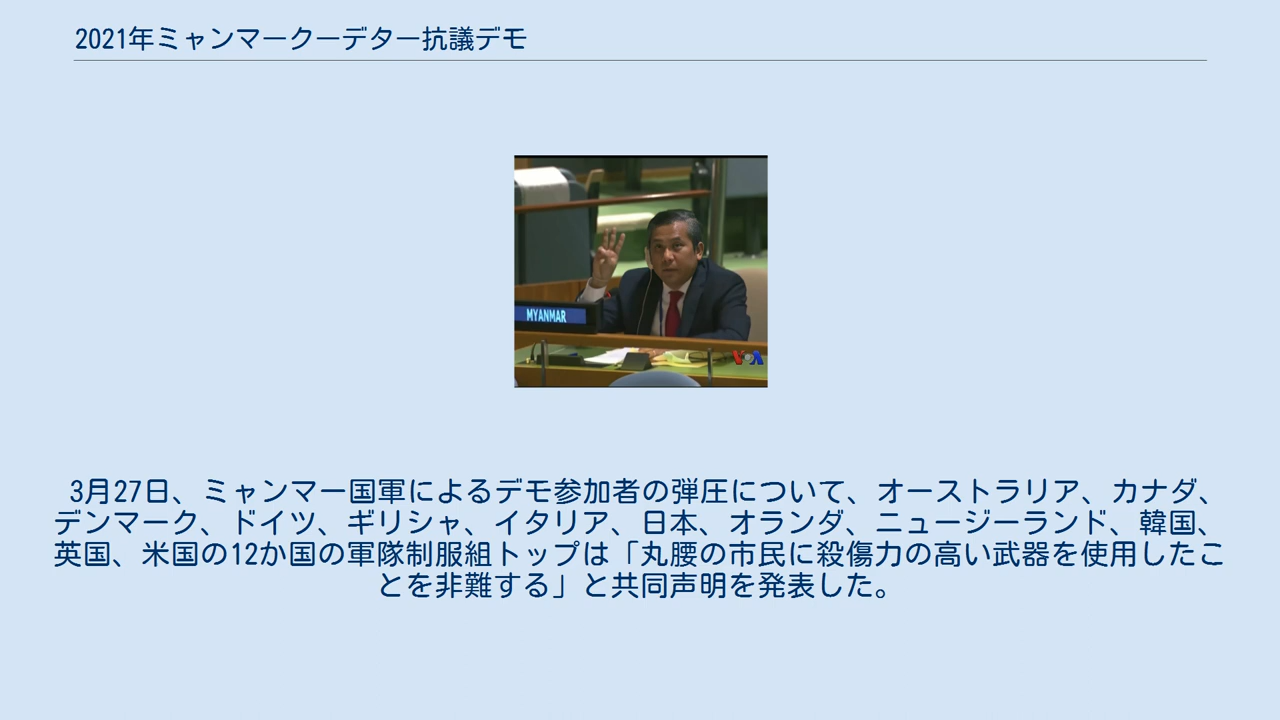 2021年ミャンマークーデター抗議デモ
MYANMAR
VOA
3月27日、ミャンマー国軍によるデモ参加者の弾圧について、オーストラリア、カナダ、
デンマーク、ドイツ、ギリシャ、イタリア、日本、オランダ、ニュージーランド、韓国、
英国、米国の12か国の軍隊制服組トップは「丸腰の市民に殺傷力の高い武器を使用したこ
とを非難する」と共同声明を発表した。